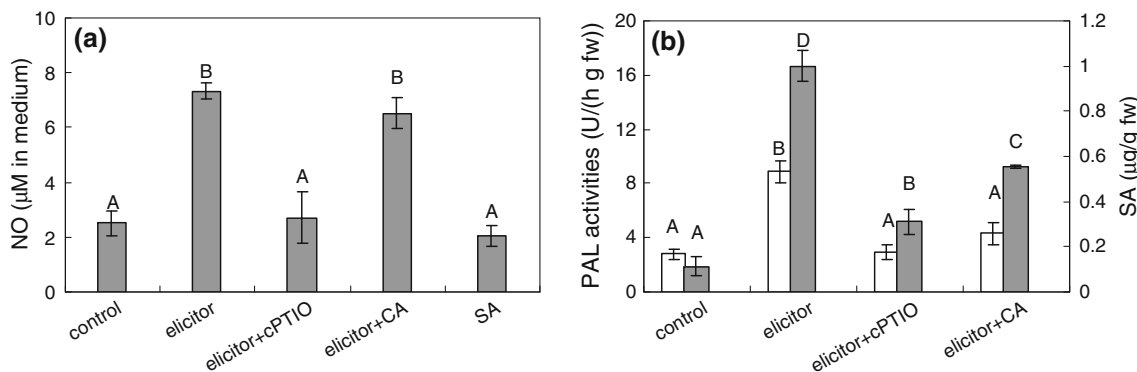 (a)
NO (µM in medium)
10
8
6
4
2
0
A
B
A
B
A
control
elicitor
elicitor+cPTIO
elicitor+CA
SA
(b)
PAL activities (U/(h g fw))
20
16
12
8
4
0
A
A
B
D
A
B
A
C
control
elicitor
elicitor+cPTIO
elicitor+CA
1.2
1
0.8
0.6
0.4
0.2
0
SA (µg/g fw)